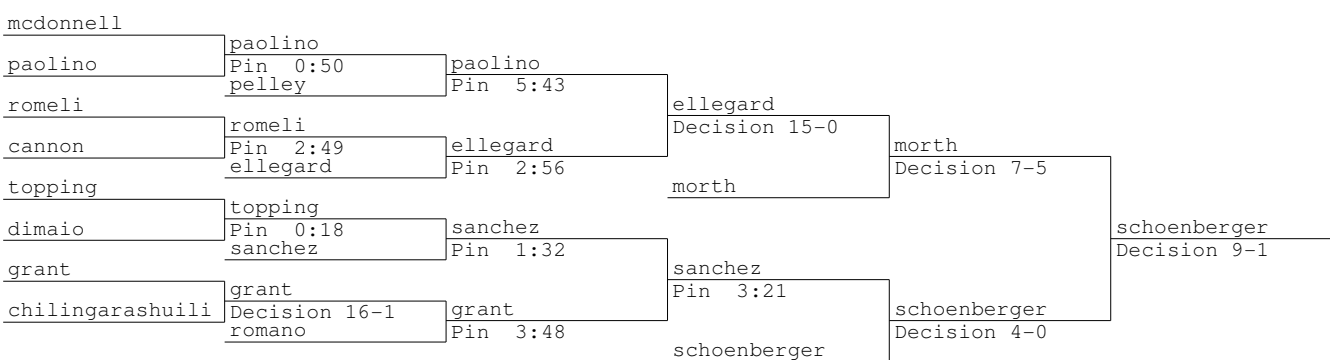 mcdonnell
paolino
paolino
Pin 0:50
paolino
pelley
Pin 5:43
romeli
ellegard
romeli
Decision 15-0
cannon
Pin 2:49
ellegard
morth
ellegard
Pin 2:56
Decision 7-5
topping
morth
topping
dimaio
Pin 0:18
sanchez
schoenberger
sanchez
Pin 1:32
Decision 9-1
grant
sanchez
grant
Pin 3:21
chilingarashuili
Decision 16-1
grant
schoenberger
romano
Pin 3:48
Decision 4-0
schoenberger